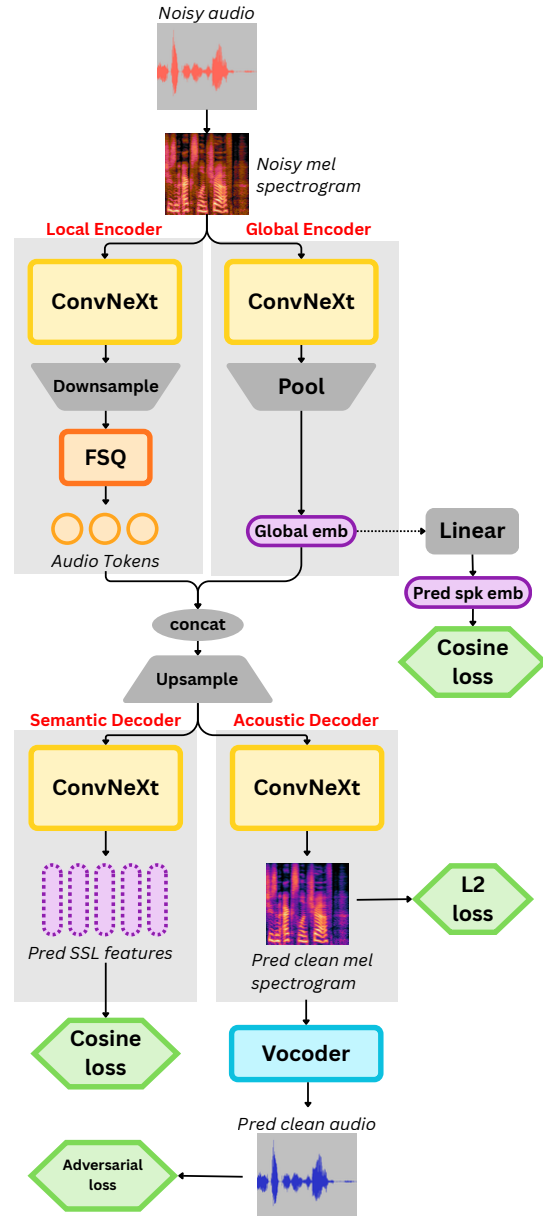 Noisy audio
Noisy mel
spectrogram
Local Encoder
Global Encoder
ConvNeXt
ConvNeXt
Downsample
Pool
FSQ
Global emb
Linear
Audio Tokens
Pred spk emb
concat
Cosine
loss
Upsample
Semantic Decoder
Acoustic Decoder
ConvNeXt
ConvNeXt
L2
loss
Pred SSL features
Pred clean mel
spectrogram
Cosine
loss
Vocoder
Pred clean audio
Adversarial
loss